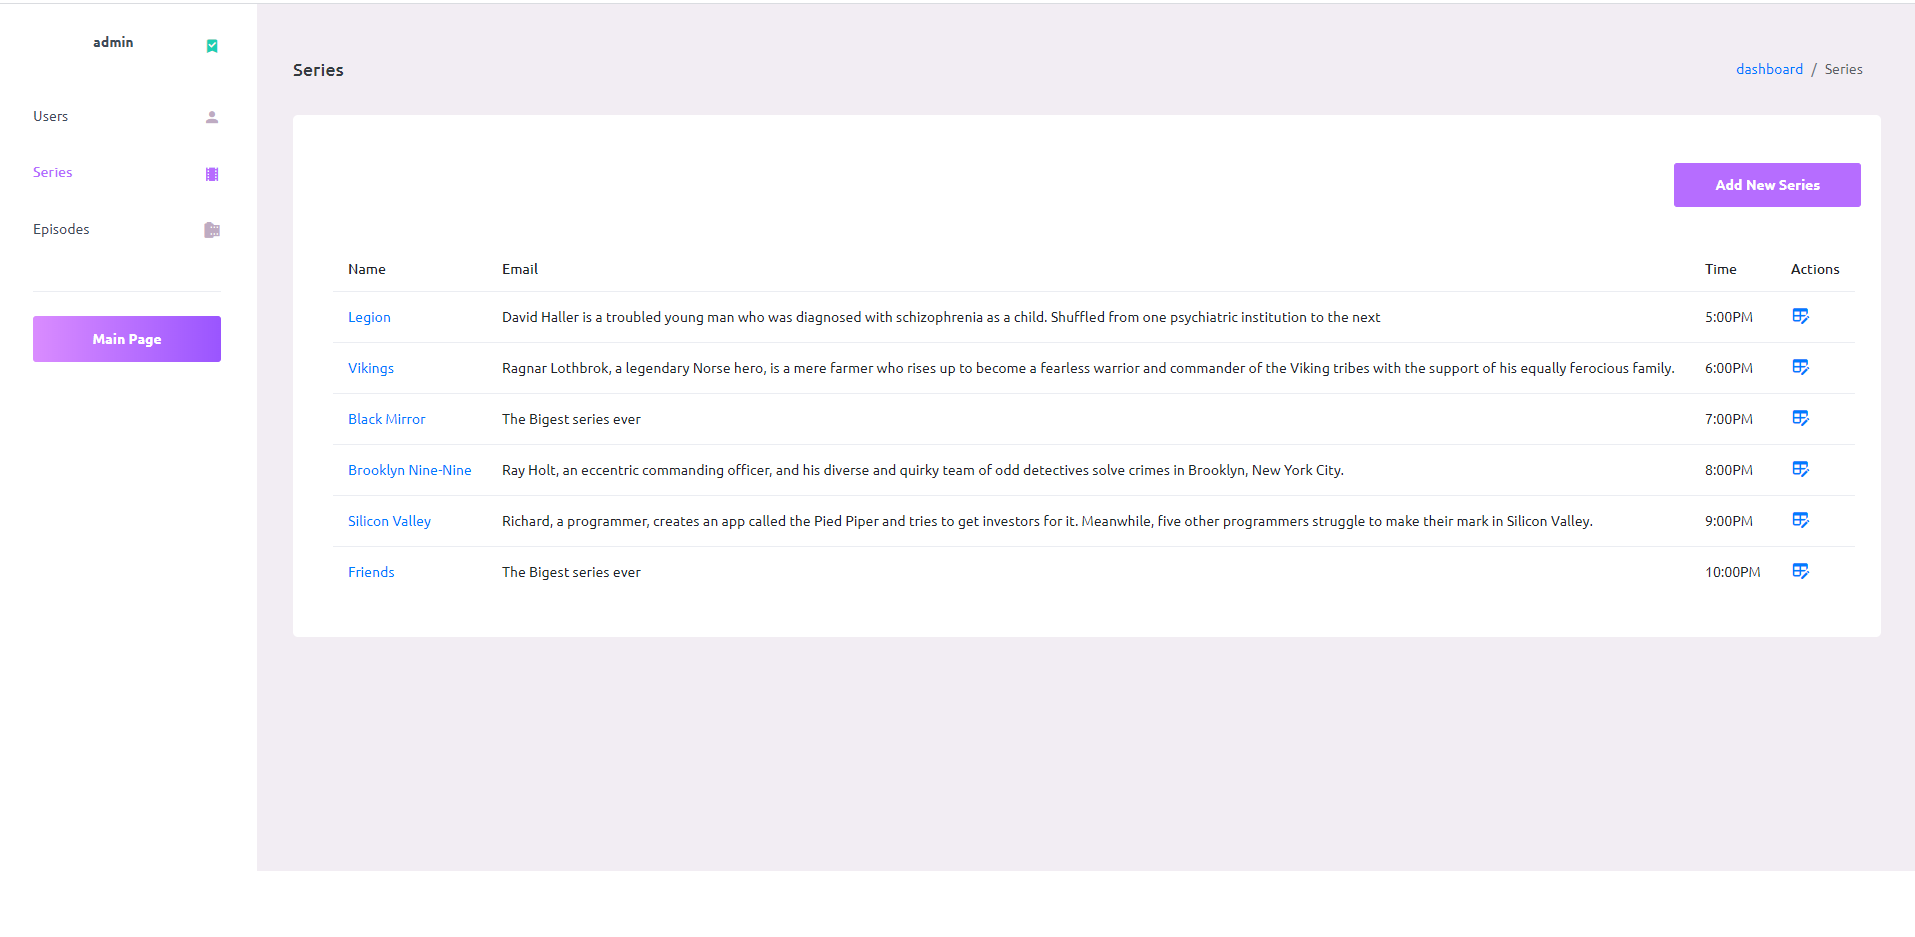 admin
Users
Series
Episodes
Main Page
Series
dashboard / Series
Add New Series
Name Email Time Actions
Legion David Haller is a troubled young man who was diagnosed with schizophrenia as a child. Shuffled from one psychiatric institution to the next 5:00PM
Vikings Ragnar Lothbrok, a legendary Norse hero, is a mere farmer who rises up to become a fearless warrior and commander of the Viking tribes with the support of his equally ferocious family. 6:00PM
Black Mirror The Bigest series ever 7:00PM
Brooklyn Nine-Nine Ray Holt, an eccentric commanding officer, and his diverse and quirky team of odd detectives solve crimes in Brooklyn, New York City. 8:00PM
Silicon Valley Richard, a programmer, creates an app called the Pied Piper and tries to get investors for it. Meanwhile, five other programmers struggle to make their mark in Silicon Valley. 9:00PM
Friends The Bigest series ever 10:00PM